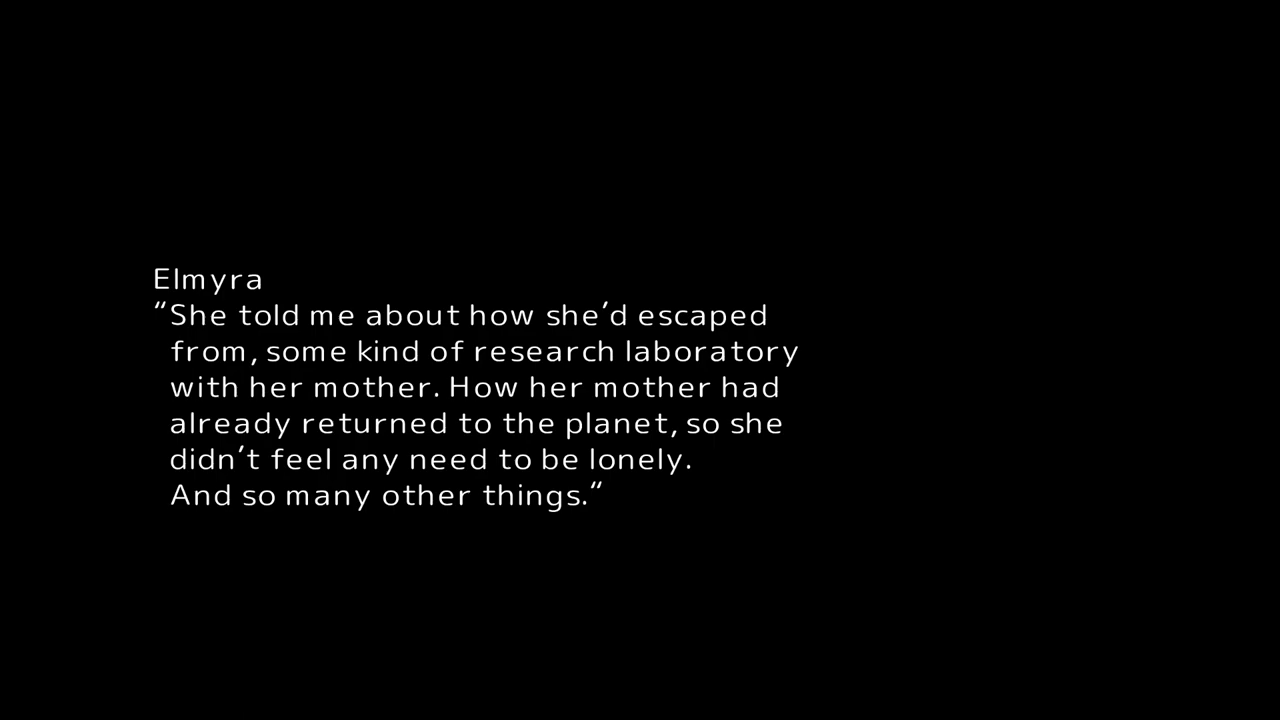 Elmyra
“She told me about how she’d escaped
from, some kind of research laboratory
with her mother. How her mother had
already returned to the planet, so she
didn’t feel any need to be lonely.
And so many other things.“